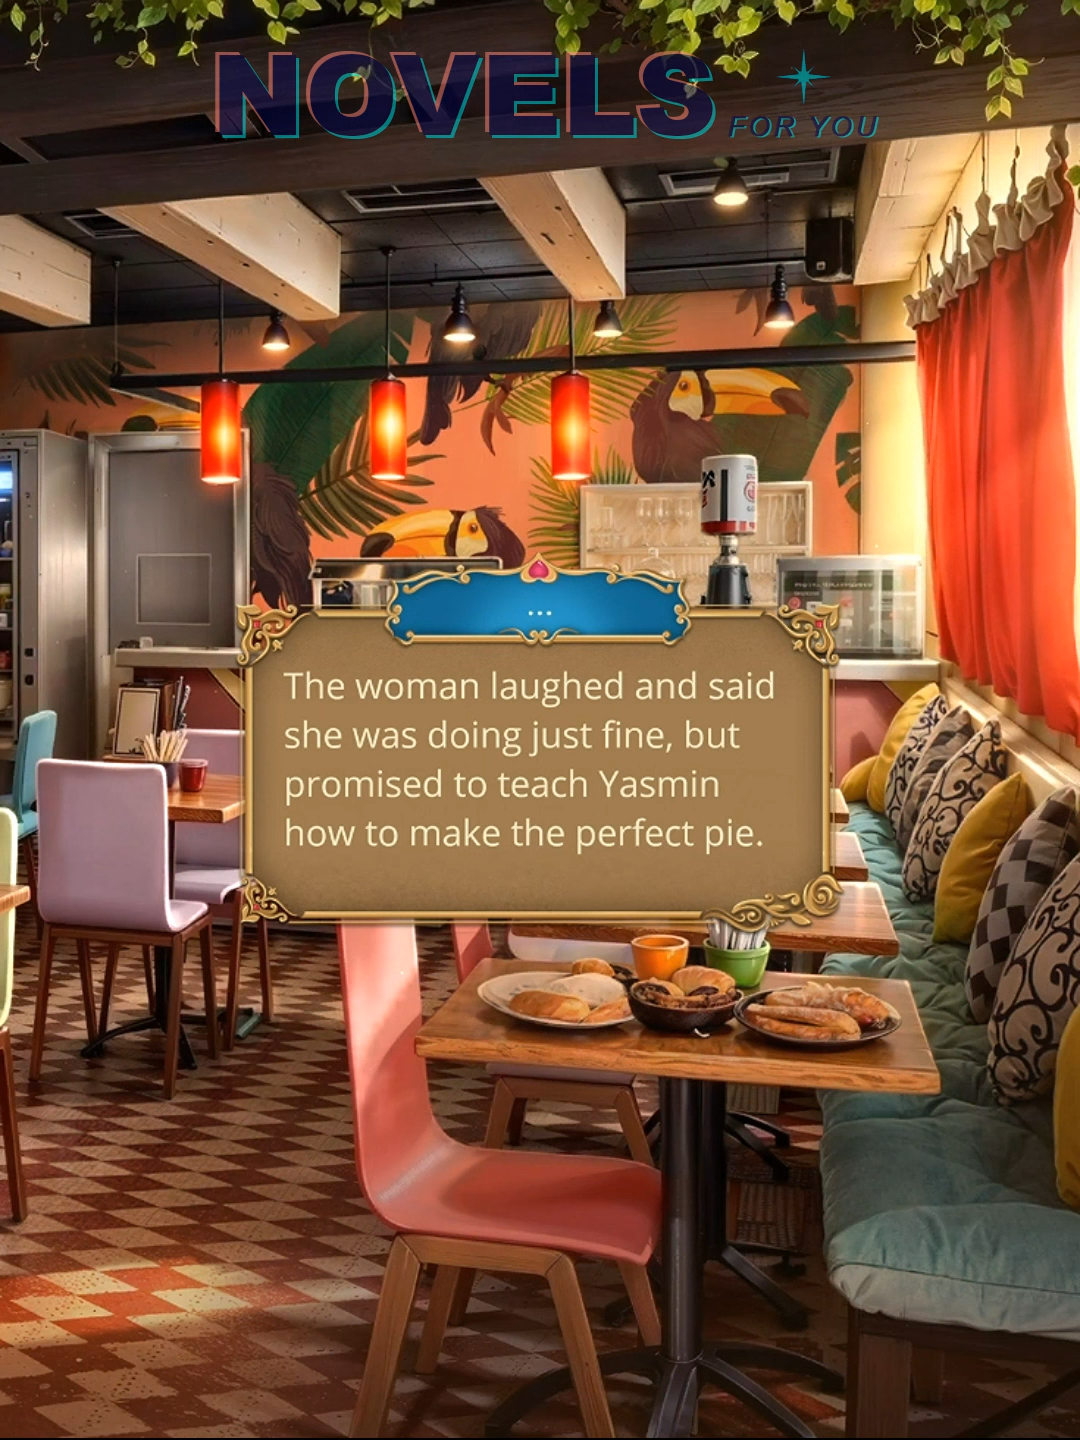 NOVELS
FOR YOU
...
The woman laughed and said
she was doing just fine, but
promised to teach Yasmin
how to make the perfect pie.